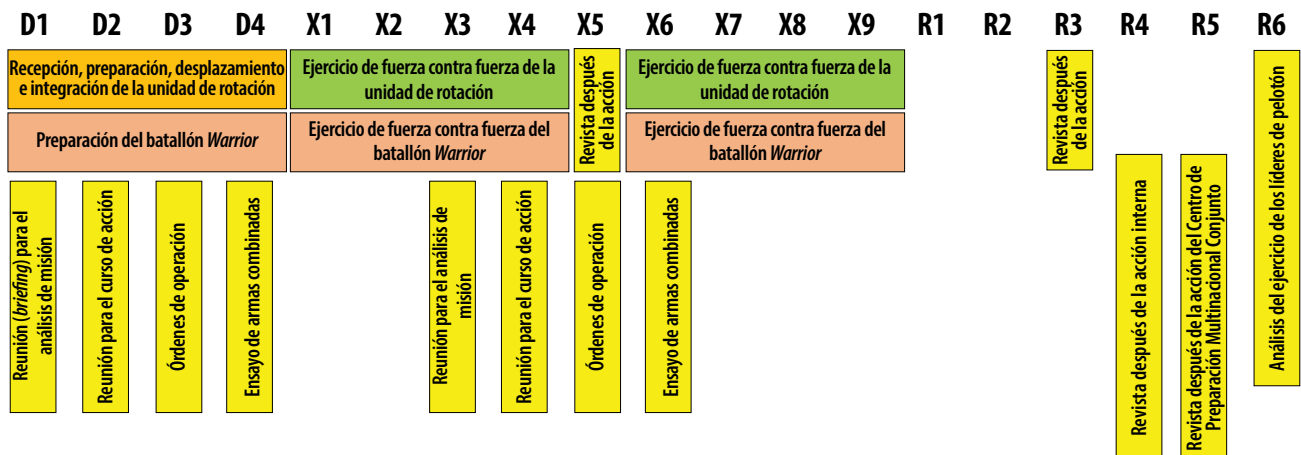 D1 D2 D3 D4 X1 X2 X3 X4 X5 X6 X7 X8 X9 R1 R2 R3 R4 R5 R6
Recepción, preparación, desplazamiento
e integración de la unidad de rotación
Ejercicio de fuerza contra fuerza de la
unidad de rotación
Revista después
de la acción
Ejercicio de fuerza contra fuerza de la
unidad de rotación
Revista después
de la acción
Preparación del batallón Warrior
Ejercicio de fuerza contra fuerza del
batallón Warrior
Ejercicio de fuerza contra fuerza del
batallón Warrior
Reunión (briefing) para el
análisis de misión
Reunión para el curso de acción
Órdenes de operación
Ensayo de armas combinadas
Reunión para el análisis de
misión
Reunión para el curso de acción
Órdenes de operación
Ensayo de armas combinadas
Revista después de la acción interna
Revista después de la acción del Centro de
Preparación Multinacional Conjunto
Análisis del ejercicio de los líderes de pelotón